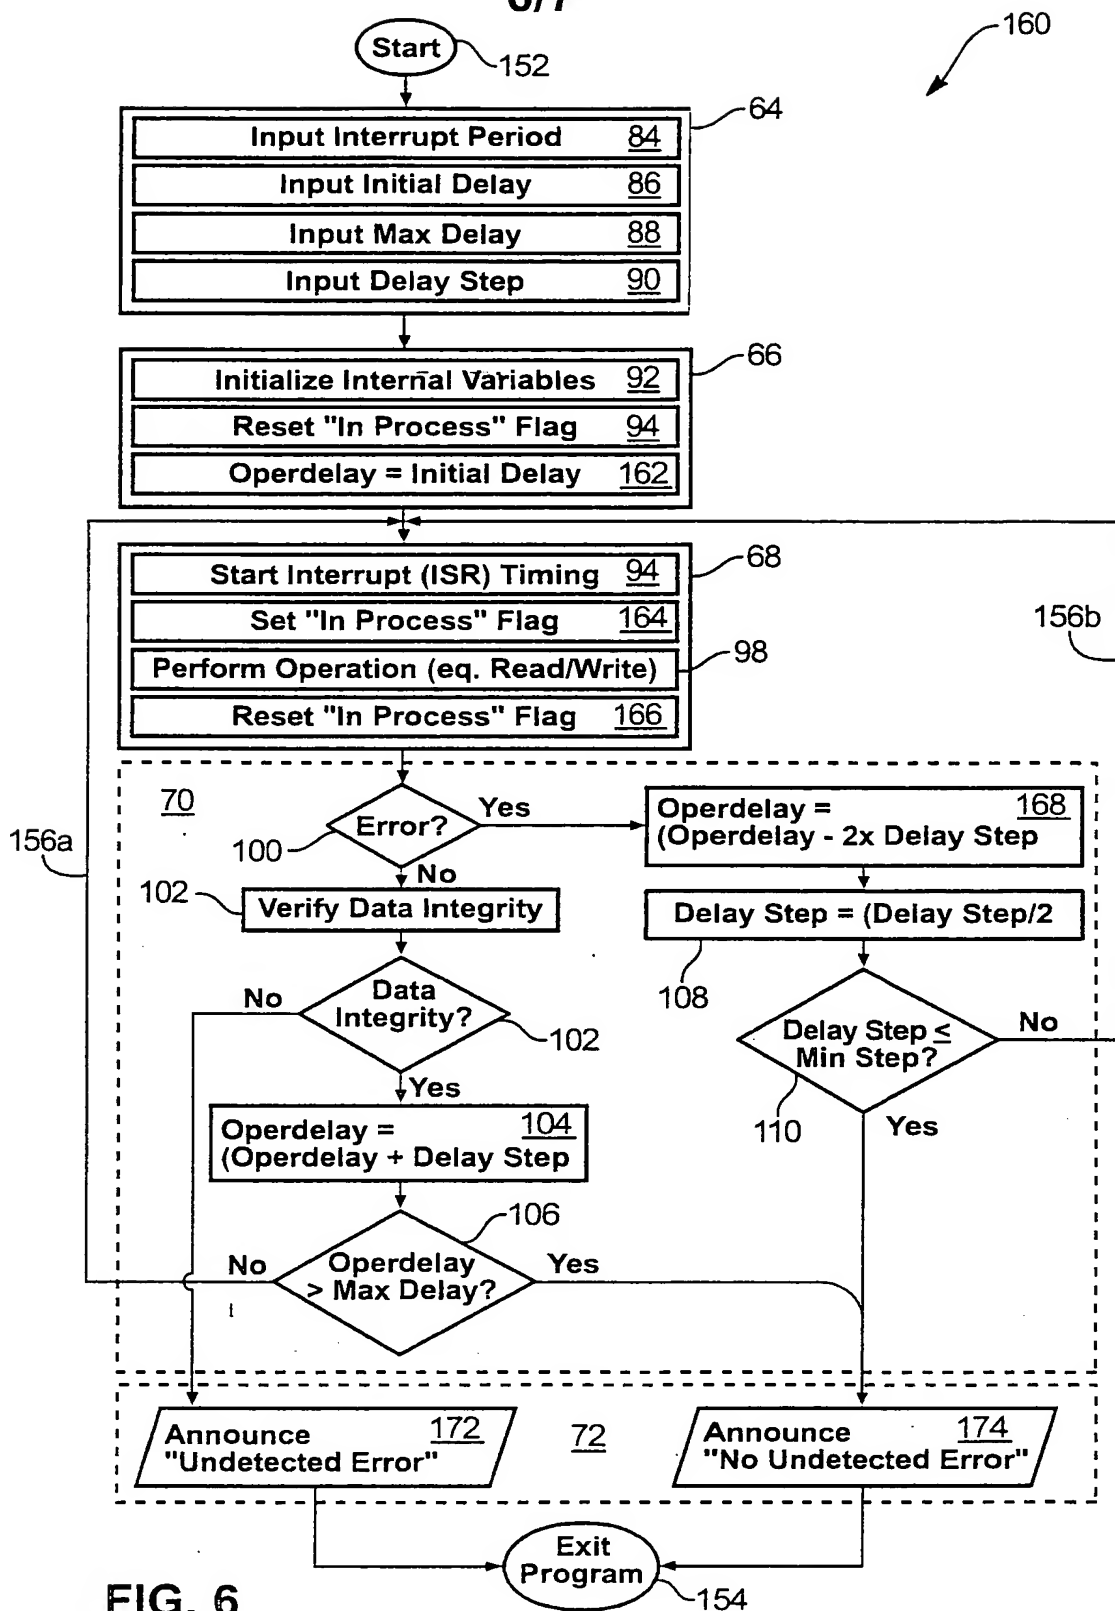 6/7
160
Start
152
64
Input Interrupt Period 84
Input Initial Delay 86
Input Max Delay 88
Input Delay Step 90
66
Initialize Internal Variables 92
Reset "In Process" Flag 94
Operdelay = Initial Delay 162
68
Start Interrupt (ISR) Timing 94
Set "In Process" Flag 164
Perform Operation (eq. Read/Write)
98
Reset "In Process" Flag 166
156b
156a
70
Error?
100
Yes
No
Operdelay = 168
(Operdelay - 2x Delay Step
102
Verify Data Integrity
Delay Step = (Delay Step/2
108
Data
Integrity?
102
No
Yes
Delay Step ≤
Min Step?
110
No
Yes
Operdelay = 104
(Operdelay + Delay Step
106
Operdelay
> Max Delay?
No
Yes
Announce 172
"Undetected Error"
72
Announce 174
"No Undetected Error"
Exit
Program
154
FIG. 6